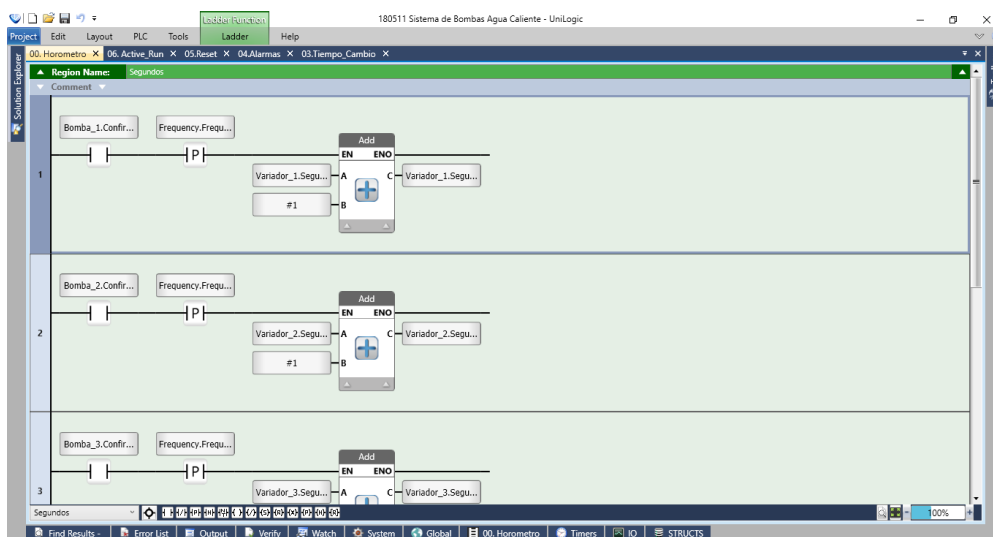 Ladder Function
180511 Sistema de Bombas Agua Caliente - UniLogic
Project Edit Layout PLC Tools Ladder Help
00. Horometro X 06. Active_Run X 05.Reset X 04.Alarmas X 03.Tiempo_Cambio X
Solution Explorer
Region Name: Segundos
Comment
Bomba_1.Confir... Frequency.Frequ...
P
Add
EN ENO
1
Variador_1.Segu... A C Variador_1.Segu...
#1 B
Bomba_2.Confir... Frequency.Frequ...
P
Add
EN ENO
2
Variador_2.Segu... A C Variador_2.Segu...
#1 B
Bomba_3.Confir... Frequency.Frequ...
P
Add
EN ENO
3
Variador_3.Segu... A C Variador_3.Segu...
Segundos
100%
Find Results - Error List Output Verify Watch System Global 00. Horometro Timers IO STRUCTS